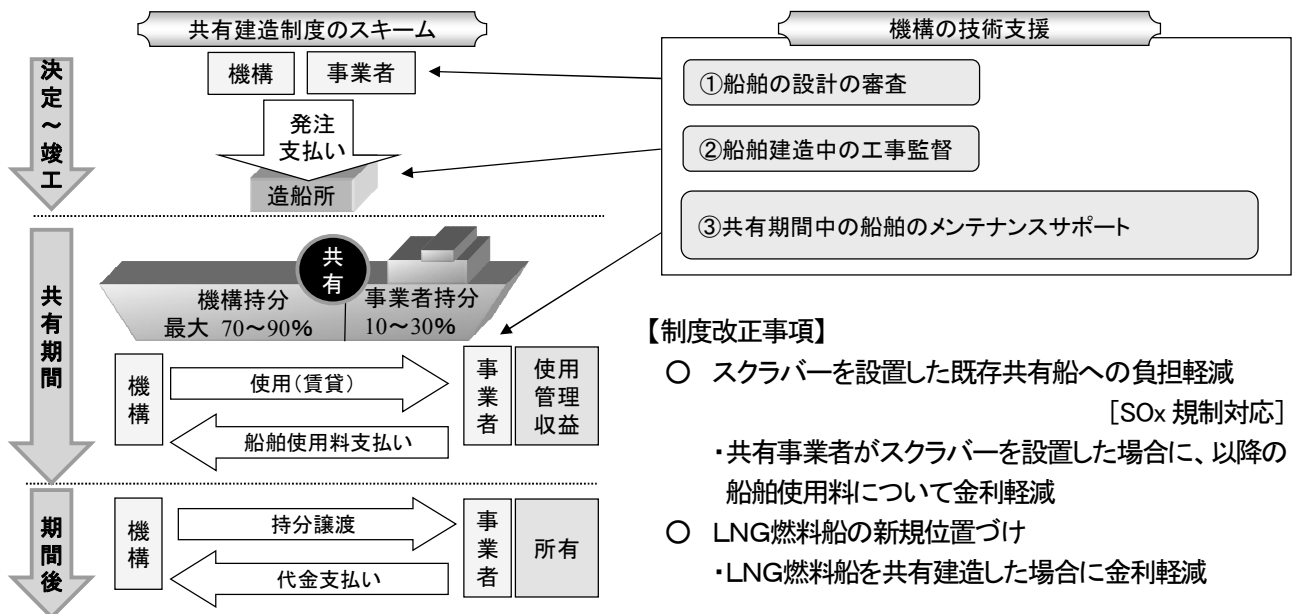 共有建造制度のスキーム
機構
事業者
発注
支払い
造船所
決定～竣工
機構の技術支援
①船舶の設計の審査
②船舶建造中の工事監督
③共有期間中の船舶のメンテナンスサポート
共有期間
共有
機構持分
最大 70～90%
事業者持分
10～30%
機構
使用(賃貸)
船舶使用料支払い
事業者
使用
管理
収益
期間後
機構
持分譲渡
代金支払い
事業者
所有
【制度改正事項】
○ スクラバーを設置した既存共有船への負担軽減
［SOx 規制対応］
・共有事業者がスクラバーを設置した場合に、以降の
船舶使用料について金利軽減
○ LNG燃料船の新規位置づけ
・LNG燃料船を共有建造した場合に金利軽減